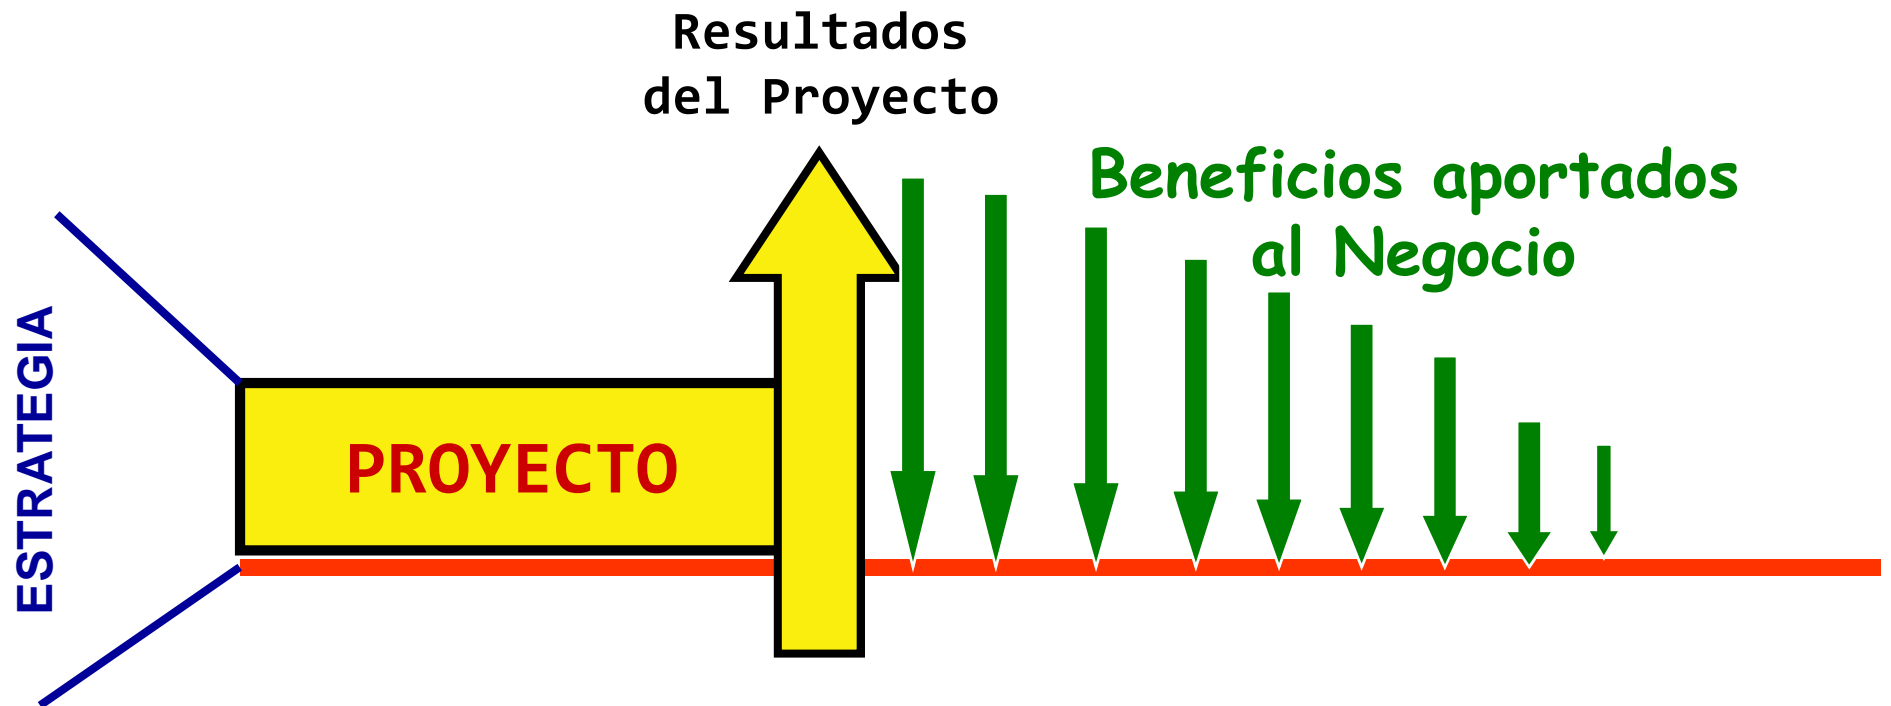 Resultados
del Proyecto
Beneficios aportados
al Negocio
ESTRATEGIA
PROYECTO